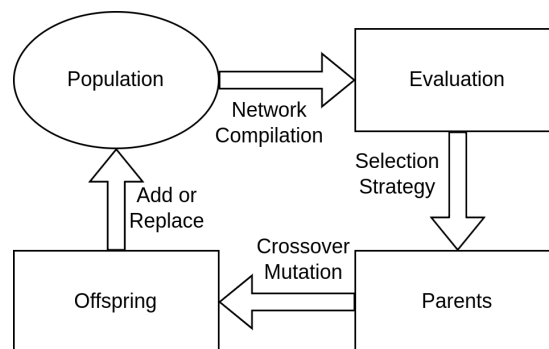 Population
Evaluation
Network
Compilation
Selection
Strategy
Add or
Replace
Crossover
Mutation
Offspring
Parents